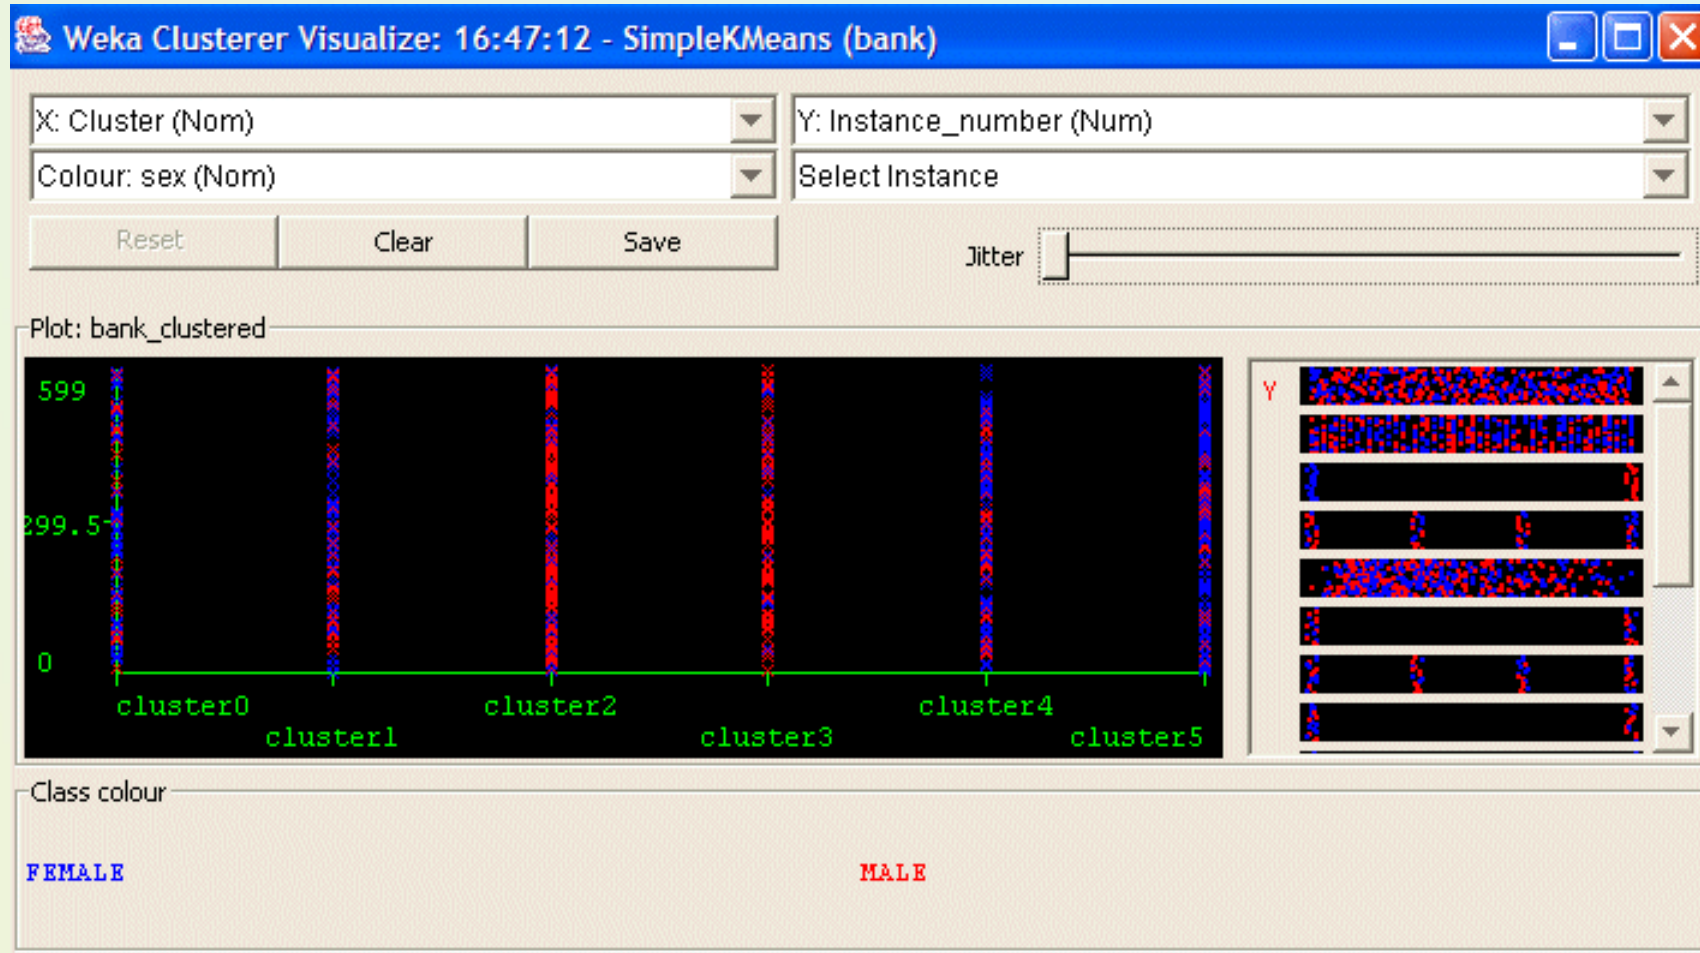 Weka Clusterer Visualize: 16:47:12 - SimpleKMeans (bank)
X: Cluster (Nom) Y: Instance_number (Num)
Colour: sex (Nom) Select Instance
Reset Clear Save Jitter
Plot: bank_clustered
599
299.5
0
Y
cluster0 cluster2 cluster4
cluster1 cluster3 cluster5
Class colour
FEMALE MALE